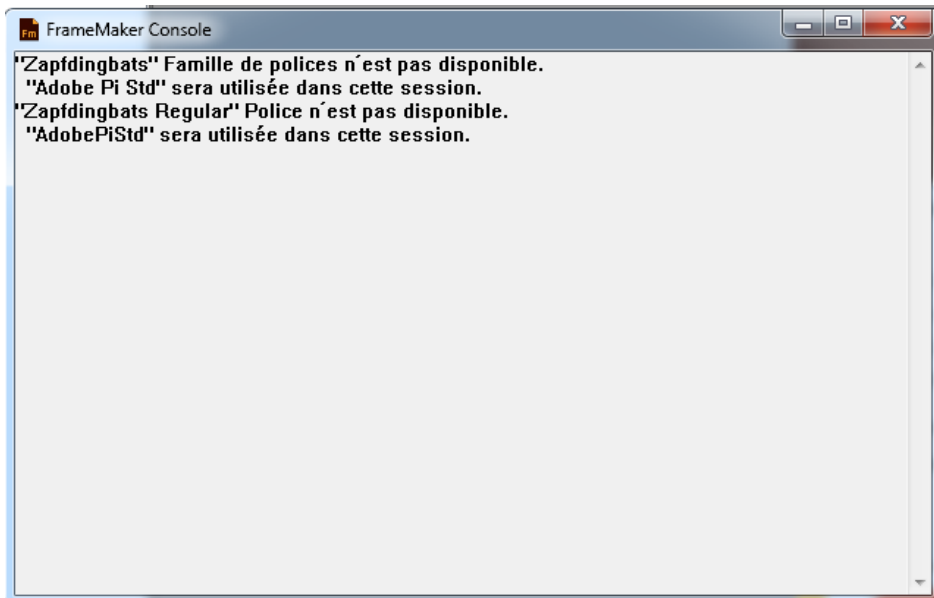 FrameMaker Console
"Zapfdingbats" Famille de polices n´est pas disponible.
"Adobe Pi Std" sera utilisée dans cette session.
"Zapfdingbats Regular" Police n´est pas disponible.
"AdobePiStd" sera utilisée dans cette session.